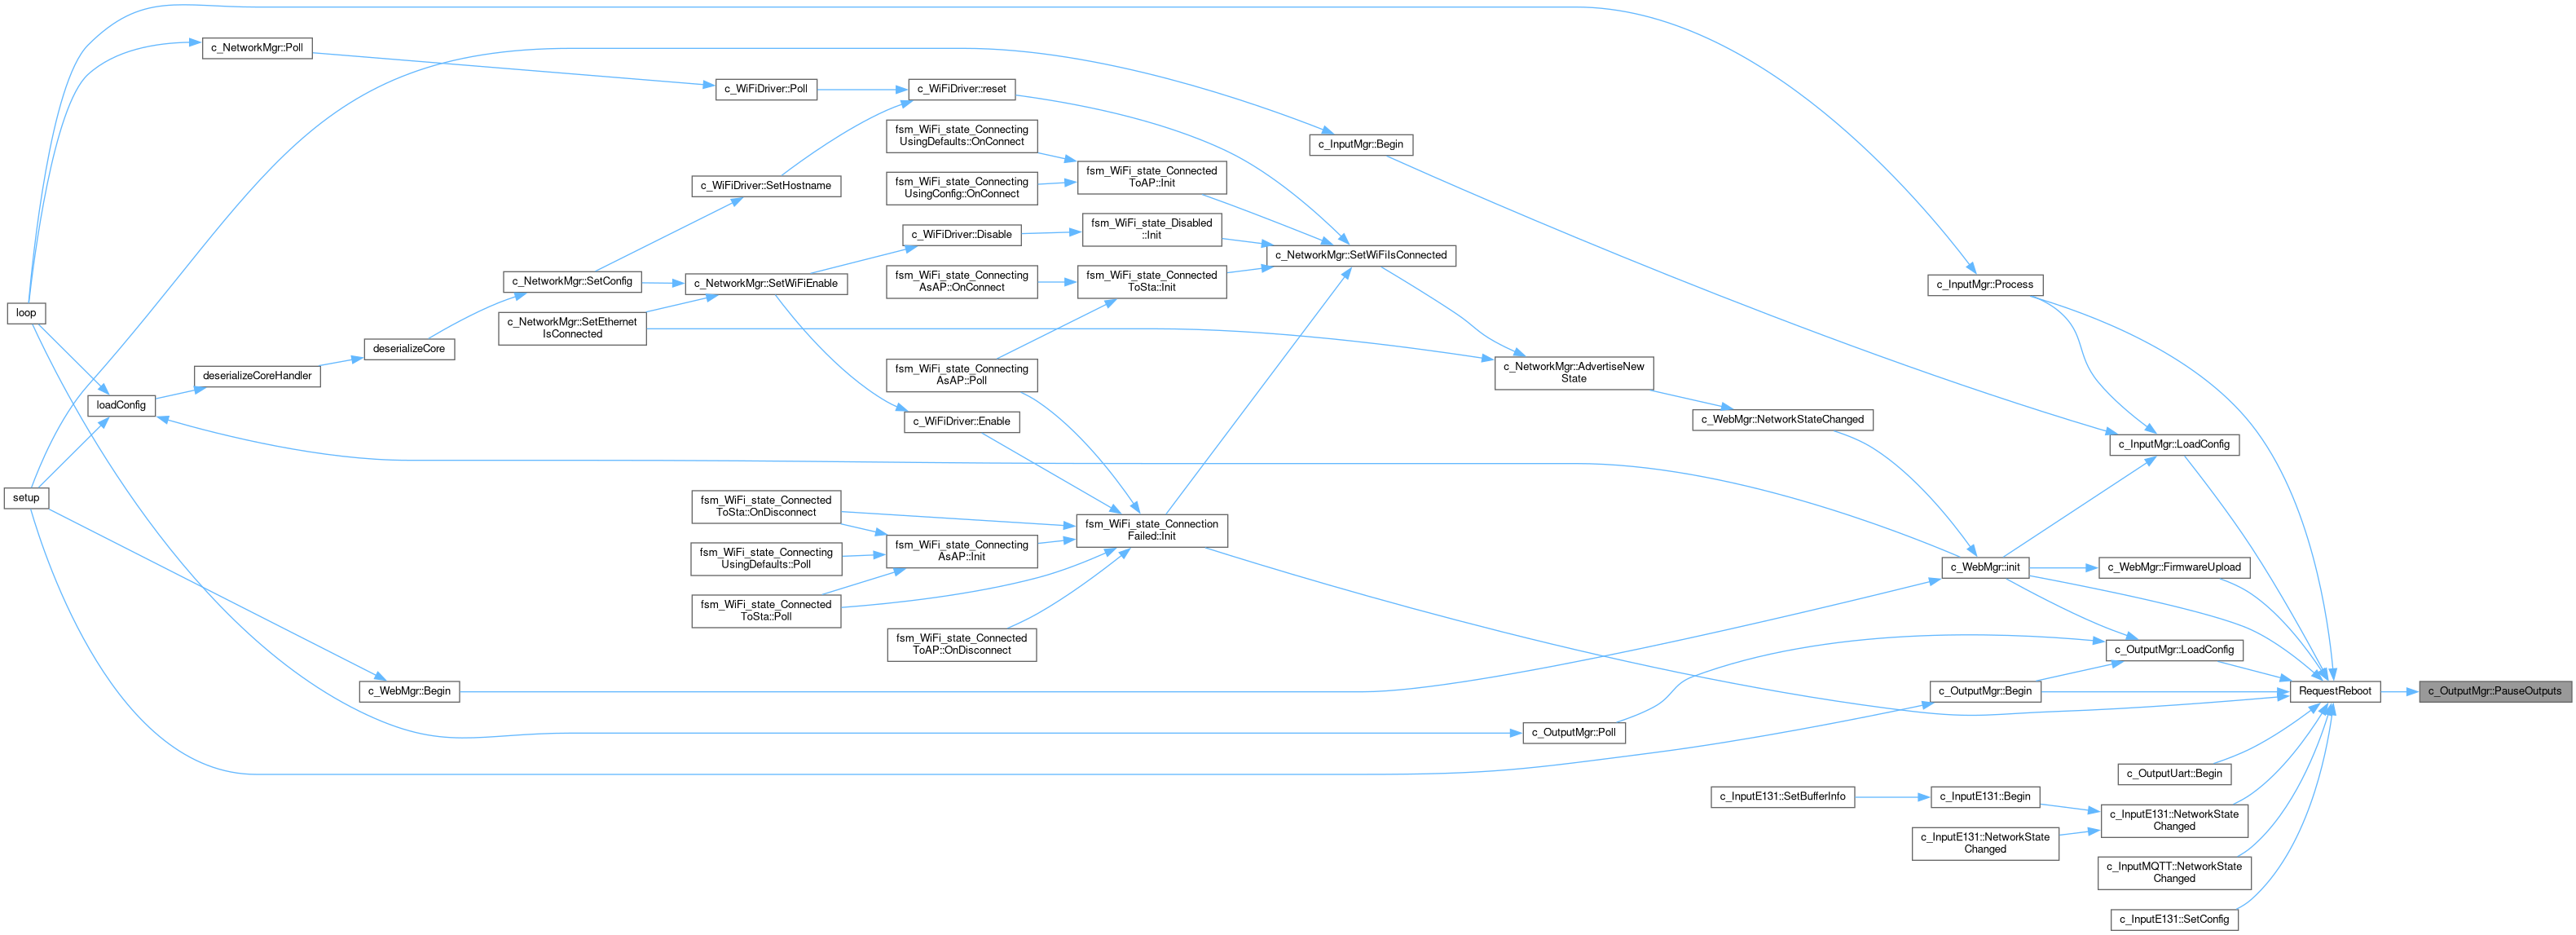 c_NetworkMgr::Poll
c_WiFiDriver::Poll
c_WiFiDriver::reset
fsm_WiFi_state_Connecting
UsingDefaults::OnConnect
c_InputMgr::Begin
fsm_WiFi_state_Connected
ToAP::Init
c_WiFiDriver::SetHostname
fsm_WiFi_state_Connecting
UsingConfig::OnConnect
fsm_WiFi_state_Disabled
::Init
c_WiFiDriver::Disable
c_NetworkMgr::SetWiFiIsConnected
c_NetworkMgr::SetConfig
c_NetworkMgr::SetWiFiEnable
fsm_WiFi_state_Connecting
AsAP::OnConnect
fsm_WiFi_state_Connected
ToSta::Init
c_InputMgr::Process
loop
c_NetworkMgr::SetEthernet
IsConnected
deserializeCore
deserializeCoreHandler
fsm_WiFi_state_Connecting
AsAP::Poll
c_NetworkMgr::AdvertiseNew
State
loadConfig
c_WiFiDriver::Enable
c_WebMgr::NetworkStateChanged
c_InputMgr::LoadConfig
setup
fsm_WiFi_state_Connected
ToSta::OnDisconnect
fsm_WiFi_state_Connection
Failed::Init
fsm_WiFi_state_Connecting
UsingDefaults::Poll
fsm_WiFi_state_Connecting
AsAP::Init
c_WebMgr::init
c_WebMgr::FirmwareUpload
fsm_WiFi_state_Connected
ToSta::Poll
fsm_WiFi_state_Connected
ToAP::OnDisconnect
c_OutputMgr::LoadConfig
c_WebMgr::Begin
c_OutputMgr::Begin
RequestReboot
c_OutputMgr::PauseOutputs
c_OutputMgr::Poll
c_OutputUart::Begin
c_InputE131::SetBufferInfo
c_InputE131::Begin
c_InputE131::NetworkState
Changed
c_InputE131::NetworkState
Changed
c_InputMQTT::NetworkState
Changed
c_InputE131::SetConfig